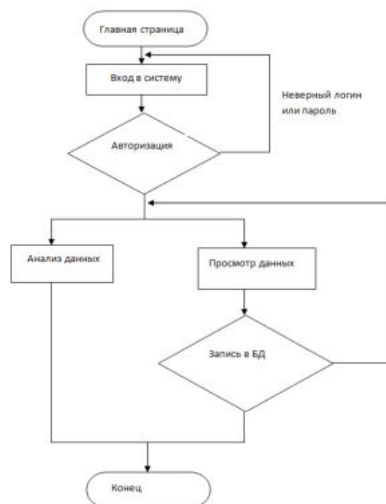 Главная страница
Вход в систему
Неверный логин
или пароль
Авторизация
Анализ данных
Просмотр данных
Запись в БД
Конец